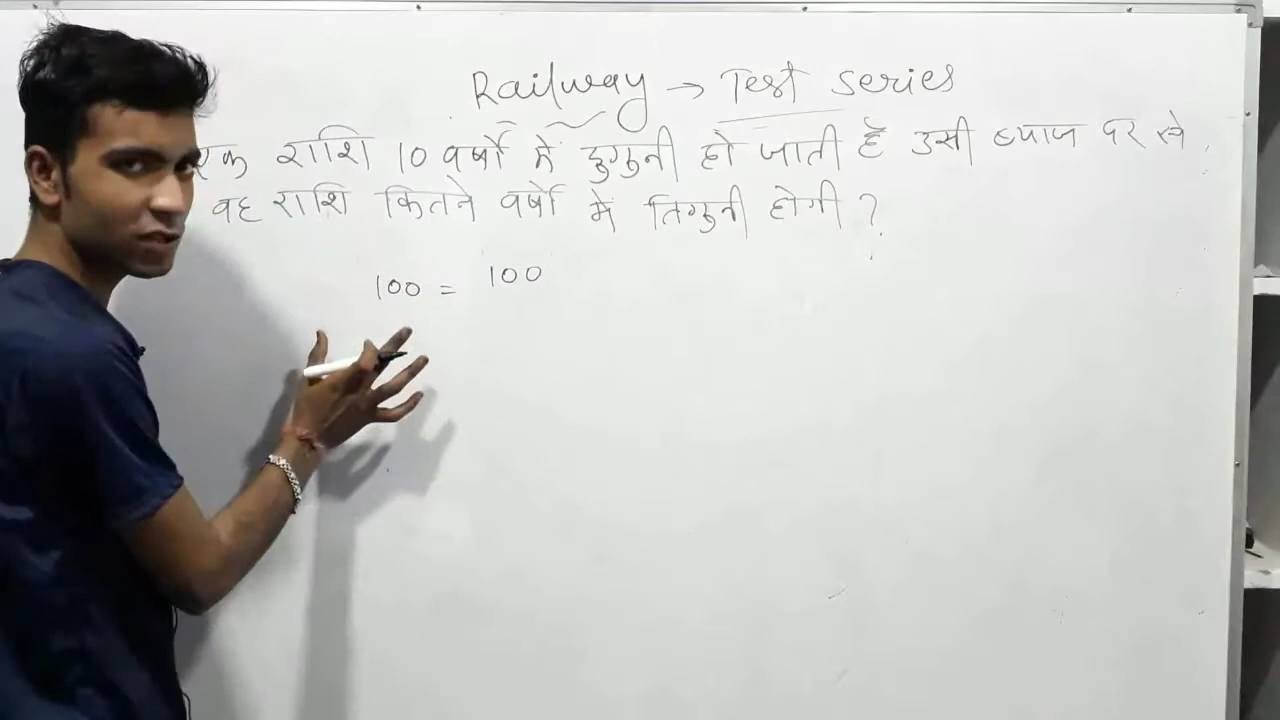 Railway → Test Series
एक राशि 10 वर्षो में दुगुनी हो जाती है उसी ब्याज दर से
वह राशि कितने वर्षो में तिगुनी होगी ?
100 = 100